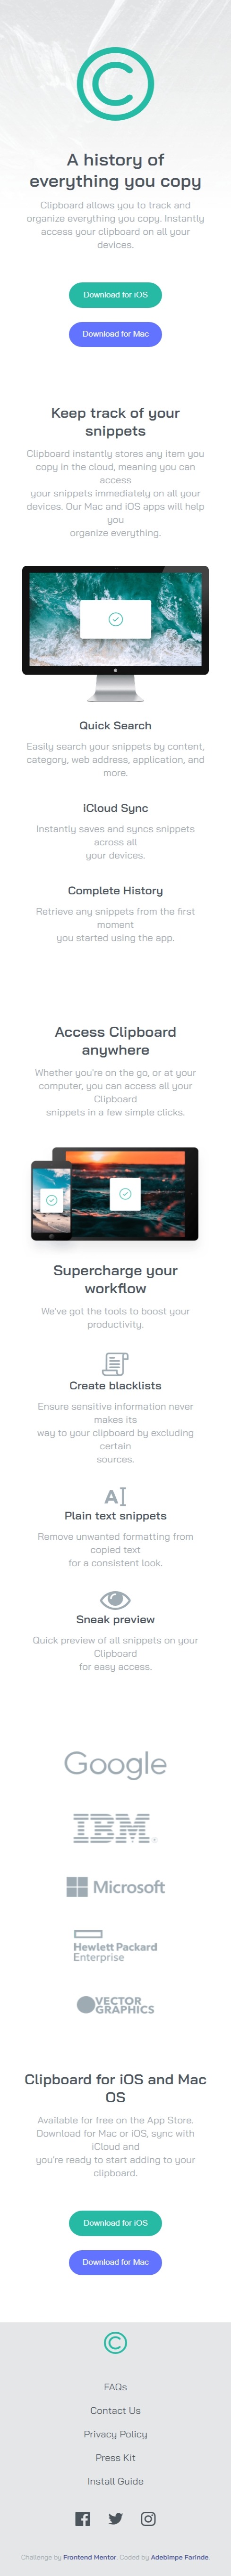 A history of
everything you copy
Clipboard allows you to track and
organize everything you copy. Instantly
access your clipboard on all your
devices.
Download for iOS
Download for Mac
Keep track of your
snippets
Clipboard instantly stores any item you
copy in the cloud, meaning you can
access
your snippets immediately on all your
devices. Our Mac and iOS apps will help
you
organize everything.
Quick Search
Easily search your snippets by content,
category, web address, application, and
more.
iCloud Sync
Instantly saves and syncs snippets
across all
your devices.
Complete History
Retrieve any snippets from the first
moment
you started using the app.
Access Clipboard
anywhere
Whether you're on the go, or at your
computer, you can access all your
Clipboard
snippets in a few simple clicks.
Supercharge your
workflow
We've got the tools to boost your
productivity.
Create blacklists
Ensure sensitive information never
makes its
way to your clipboard by excluding
certain
sources.
Plain text snippets
Remove unwanted formatting from
copied text
for a consistent look.
Sneak preview
Quick preview of all snippets on your
Clipboard
for easy access.
Google
IBM
Microsoft
Hewlett Packard
Enterprise
VECTOR
GRAPHICS
Clipboard for iOS and Mac
OS
Available for free on the App Store.
Download for Mac or iOS, sync with
iCloud and
you're ready to start adding to your
clipboard.
Download for iOS
Download for Mac
FAQs
Contact Us
Privacy Policy
Press Kit
Install Guide
Challenge by Frontend Mentor. Coded by Adebimpe Farinde.